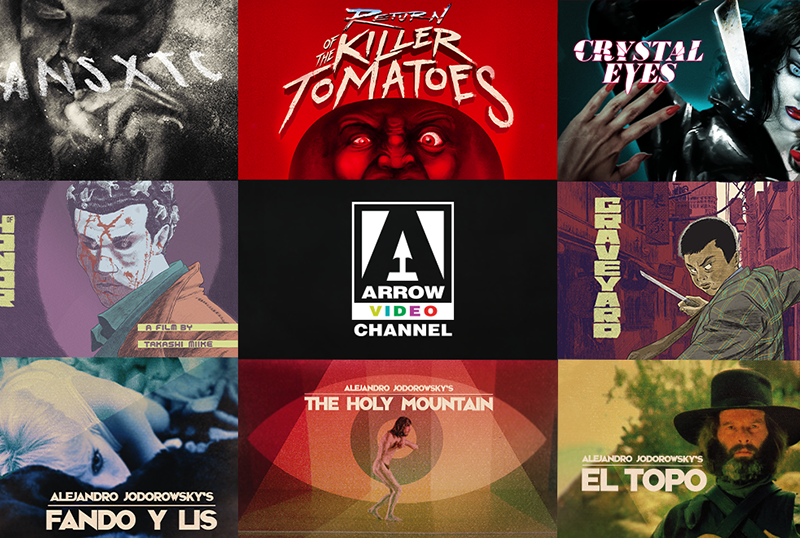 ANSXTC
RETURN
OF THE KILLER
TOMATOES
CRYSTAL
EYES
OF
A FILM BY
TAKASHI MIIKE
A
ARROW
VIDEO
CHANNEL
GRAVEYARD
ALEJANDRO JODOROWSKY'S
FANDO Y LIS
ALEJANDRO JODOROWSKY'S
THE HOLY MOUNTAIN
ALEJANDRO JODOROWSKY'S
EL TOPO